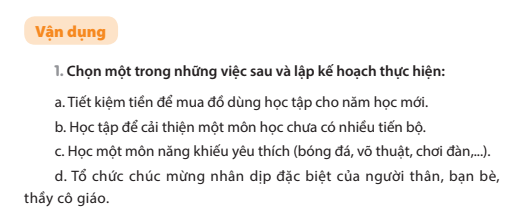 Vận dụng
1. Chọn một trong những việc sau và lập kế hoạch thực hiện:
a. Tiết kiệm tiền để mua đồ dùng học tập cho năm học mới.
b. Học tập để cải thiện một môn học chưa có nhiều tiến bộ.
c. Học một môn năng khiếu yêu thích (bóng đá, võ thuật, chơi đàn,...).
d. Tổ chức chúc mừng nhân dịp đặc biệt của người thân, bạn bè,
thầy cô giáo.